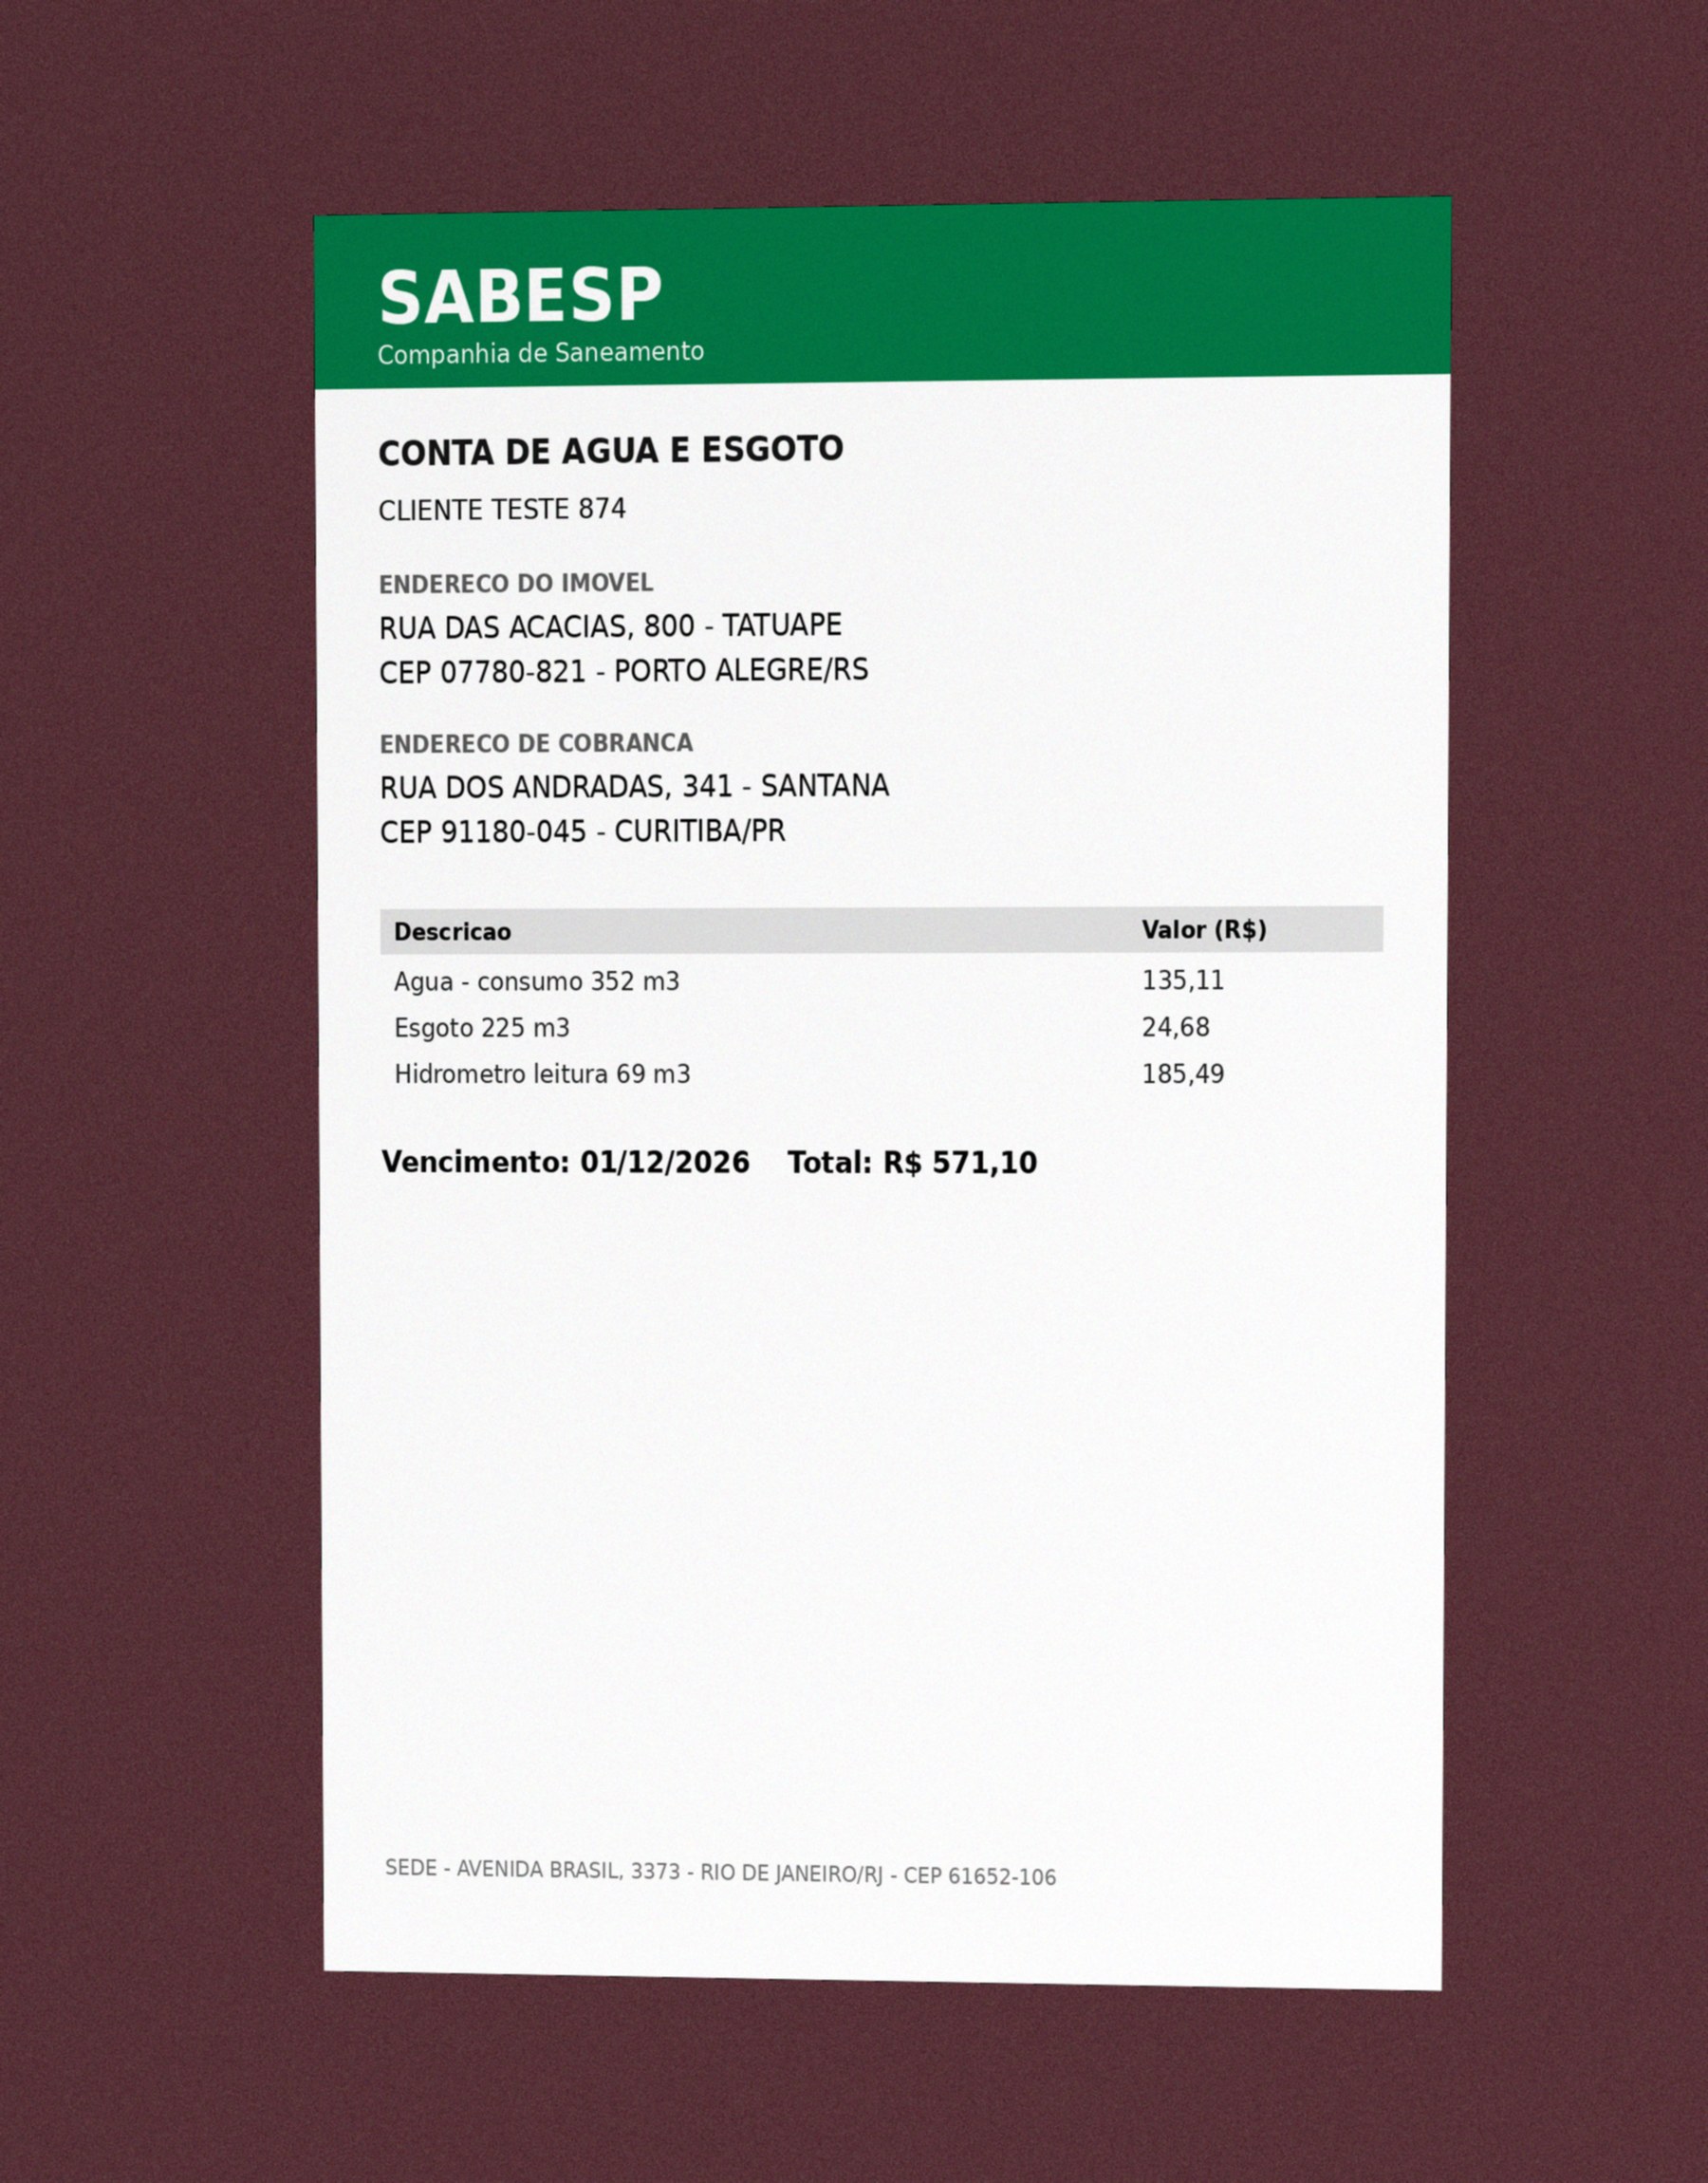 SABESP
Companhia de Saneamento
CONTA DE AGUA E ESGOTO
CLIENTE TESTE 874
ENDERECO DO IMOVEL
RUA DAS ACACIAS, 800 - TATUAPE
CEP 07780-821 - PORTO ALEGRE/RS
ENDERECO DE COBRANCA
RUA DOS ANDRADAS, 341 - SANTANA
CEP 91180-045 - CURITIBA/PR
Descricao Valor (R$)
Agua - consumo 352 m3 135,11
Esgoto 225 m3 24,68
Hidrometro leitura 69 m3 185,49
Vencimento: 01/12/2026 Total: R$ 571,10
SEDE - AVENIDA BRASIL, 3373 - RIO DE JANEIRO/RJ - CEP 61652-106